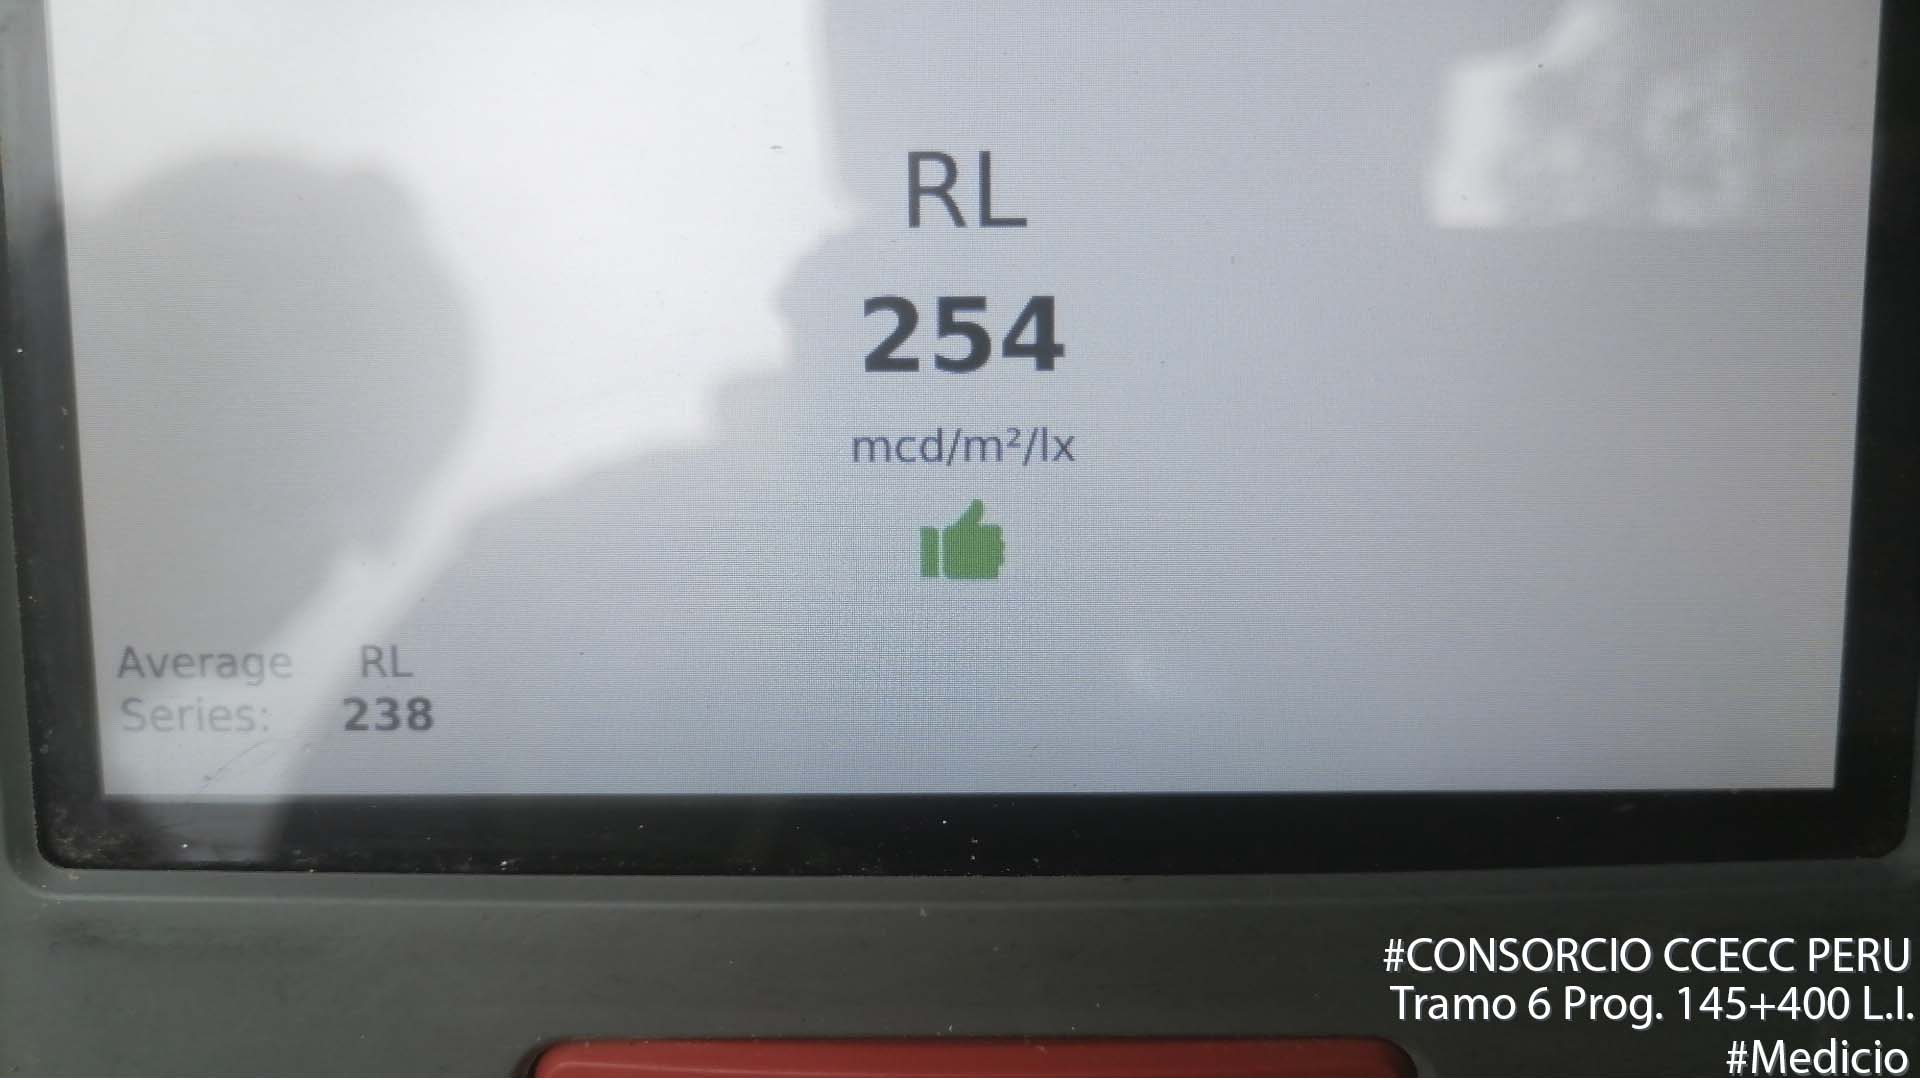 RL
254
mcd/m²/lx
Average RL
Series: 238
#CONSORCIO CCECC PERU
Tramo 6 Prog. 145+400 L.I.
#Medicio